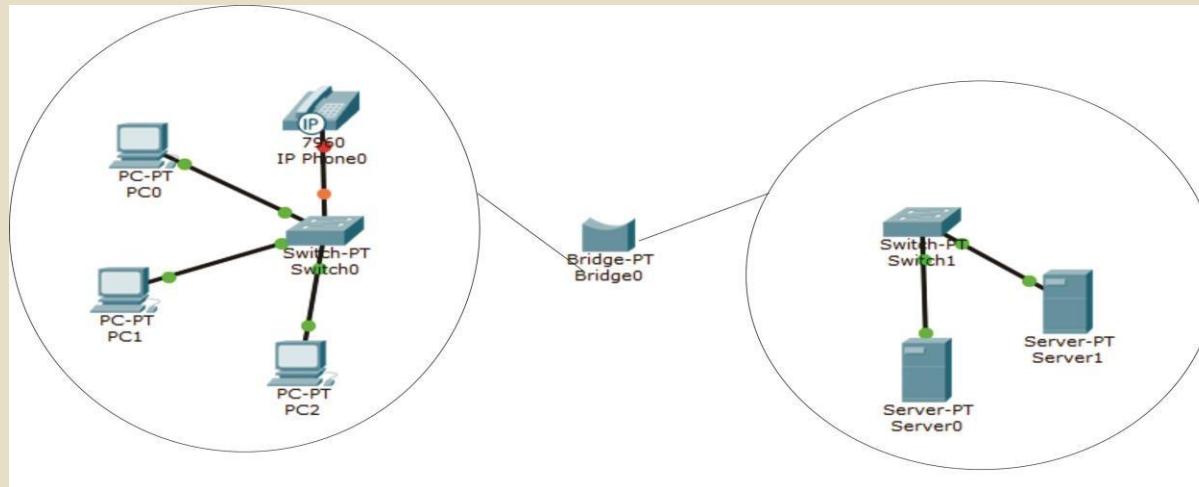 IP
7960
IP Phone0
PC-PT
PC0
Switch-PT
Switch0
PC-PT
PC1
PC-PT
PC2
Bridge-PT
Bridge0
Switch-PT
Switch1
Server-PT
Server1
Server-PT
Server0